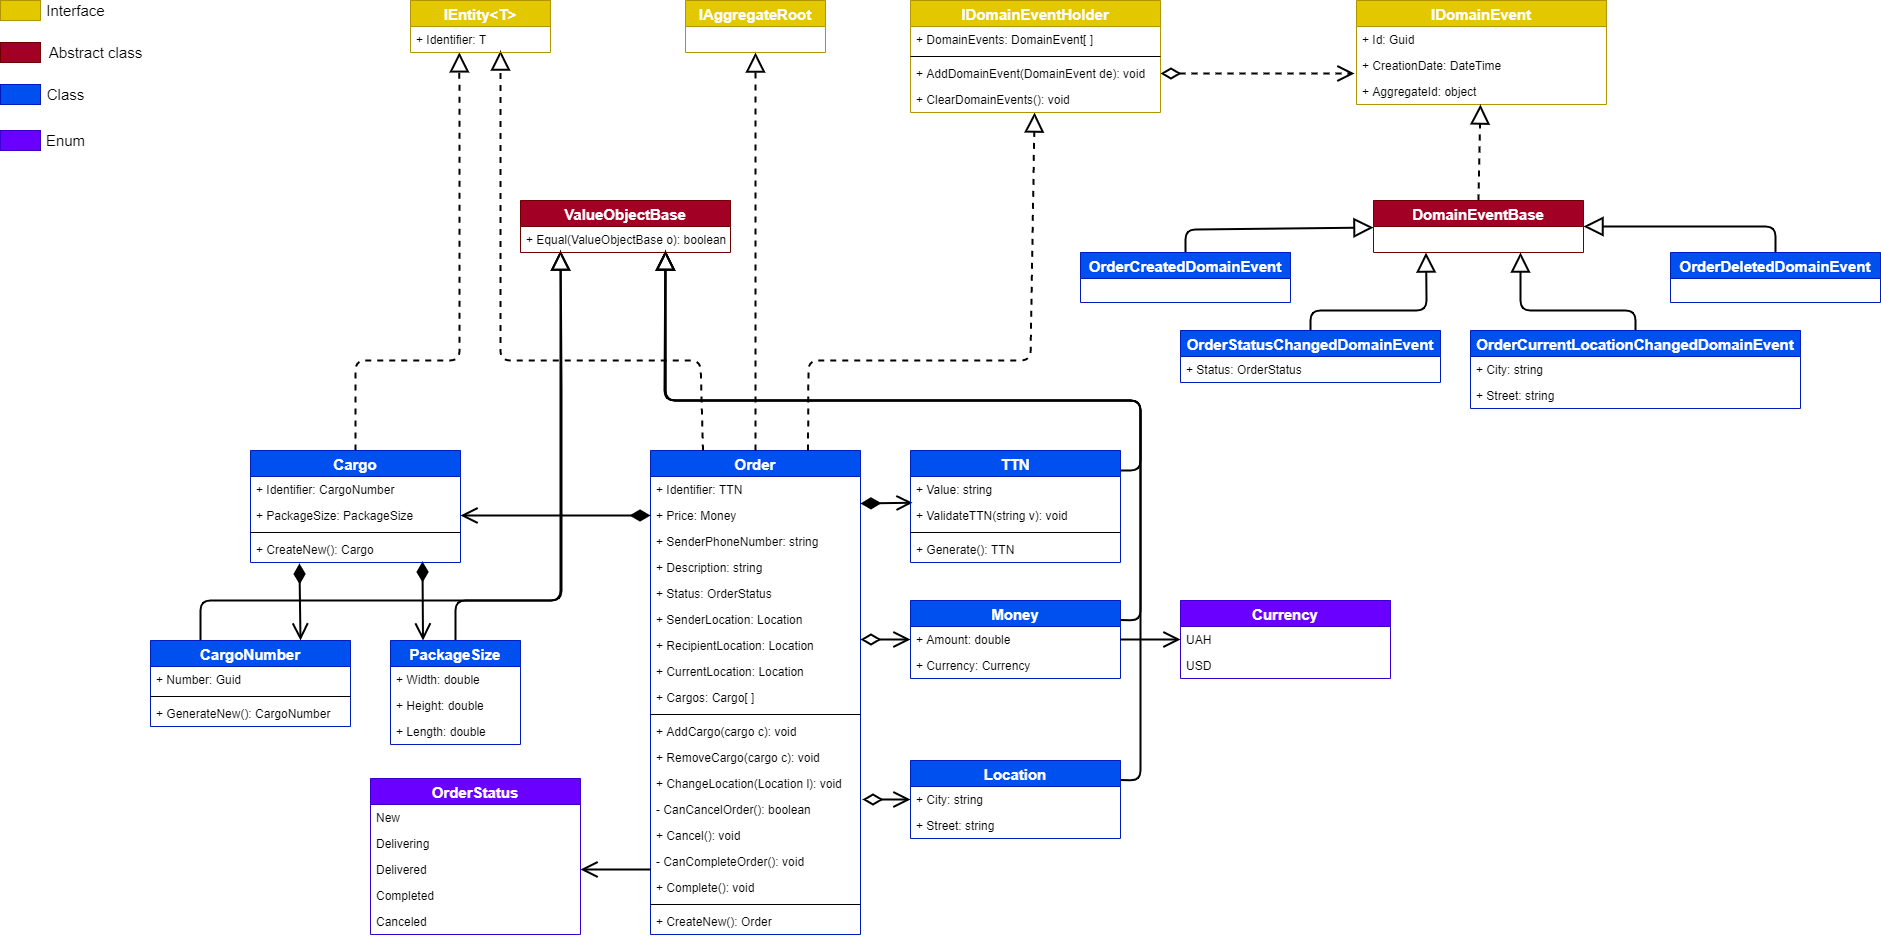 Interface
Abstract class
Class
Enum
IEntity<T>
+ Identifier: T
IAggregateRoot
IDomainEventHolder
+ DomainEvents: DomainEvent[ ]
+ AddDomainEvent(DomainEvent de): void
+ ClearDomainEvents(): void
IDomainEvent
+ Id: Guid
+ CreationDate: DateTime
+ AggregateId: object
ValueObjectBase
+ Equal(ValueObjectBase o): boolean
DomainEventBase
OrderCreatedDomainEvent
OrderDeletedDomainEvent
OrderStatusChangedDomainEvent
+ Status: OrderStatus
OrderCurrentLocationChangedDomainEvent
+ City: string
+ Street: string
Cargo
+ Identifier: CargoNumber
+ PackageSize: PackageSize
+ CreateNew(): Cargo
Order
+ Identifier: TTN
+ Price: Money
+ SenderPhoneNumber: string
+ Description: string
+ Status: OrderStatus
+ SenderLocation: Location
+ RecipientLocation: Location
+ CurrentLocation: Location
+ Cargos: Cargo[ ]
+ AddCargo(cargo c): void
+ RemoveCargo(cargo c): void
+ ChangeLocation(Location l): void
- CanCancelOrder(): boolean
+ Cancel(): void
- CanCompleteOrder(): void
+ Complete(): void
+ CreateNew(): Order
TTN
+ Value: string
+ ValidateTTN(string v): void
+ Generate(): TTN
Money
+ Amount: double
+ Currency: Currency
Currency
UAH
USD
CargoNumber
+ Number: Guid
+ GenerateNew(): CargoNumber
PackageSize
+ Width: double
+ Height: double
+ Length: double
Location
+ City: string
+ Street: string
OrderStatus
New
Delivering
Delivered
Completed
Canceled